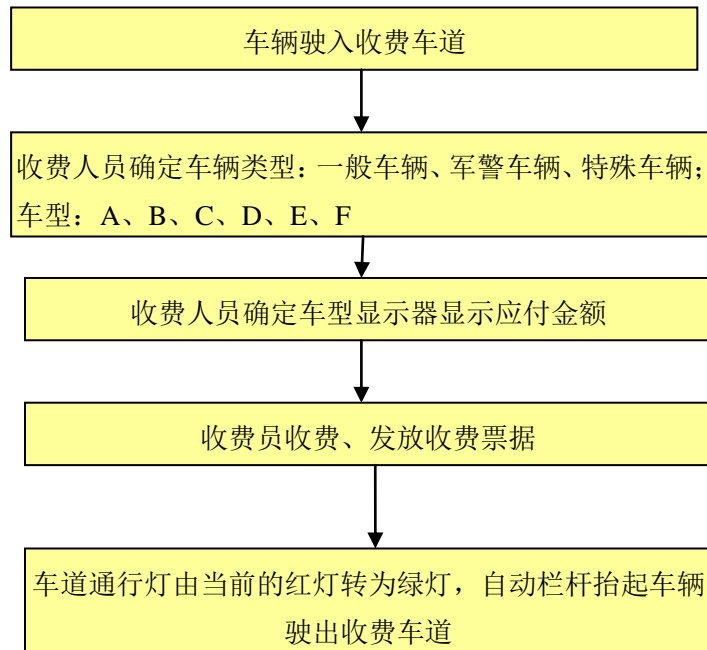 车辆驶入收费车道
收费人员确定车辆类型：一般车辆、军警车辆、特殊车辆；
车型：A、B、C、D、E、F
收费人员确定车型显示器显示应付金额
收费员收费、发放收费票据
车道通行灯由当前的红灯转为绿灯，自动栏杆抬起车辆
驶出收费车道